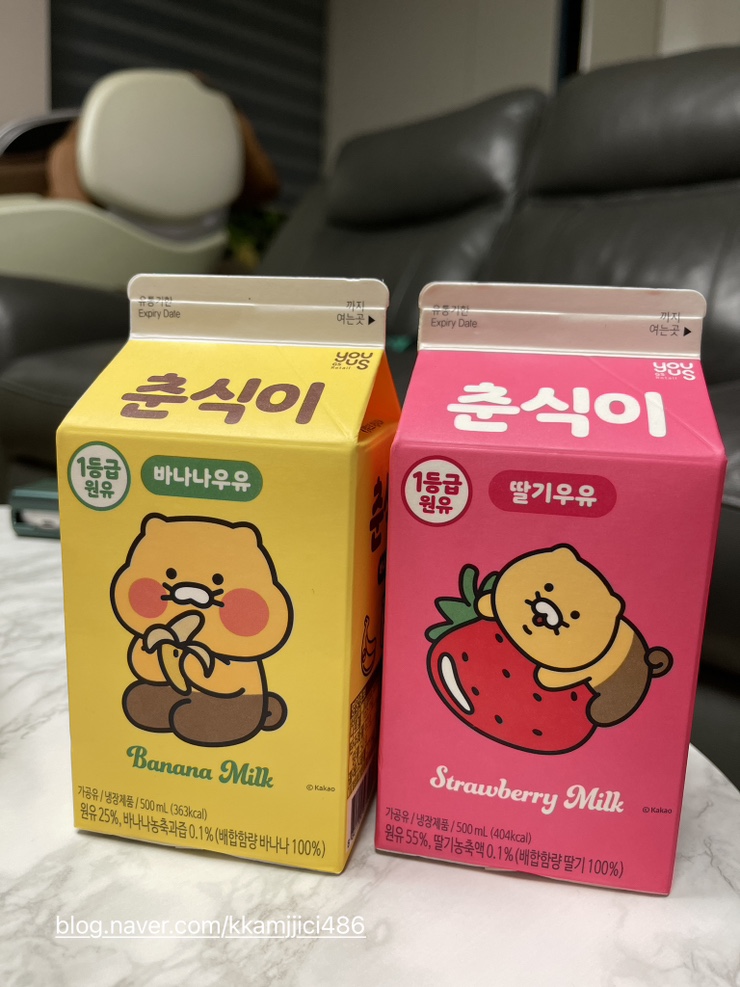 유통기한
Expiry Date
까지
여는곳▶
YOU
US
춘식이
1등급
원유
바나나우유
Banana Milk
© Kakao
가공유 / 냉장제품 / 500 mL (363kcal)
원유 25%, 바나나농축과즙 0.1% (배합함량 바나나 100%)
유통기한
Expiry Date
까지
여는곳▶
YOU
US
춘식이
1등급
원유
딸기우유
Strawberry Milk
© Kakao
가공유 / 냉장제품 / 500 mL (404kcal)
원유 55%, 딸기농축액 0.1% (배합함량 딸기 100%)
blog.naver.com/kkamjjici486